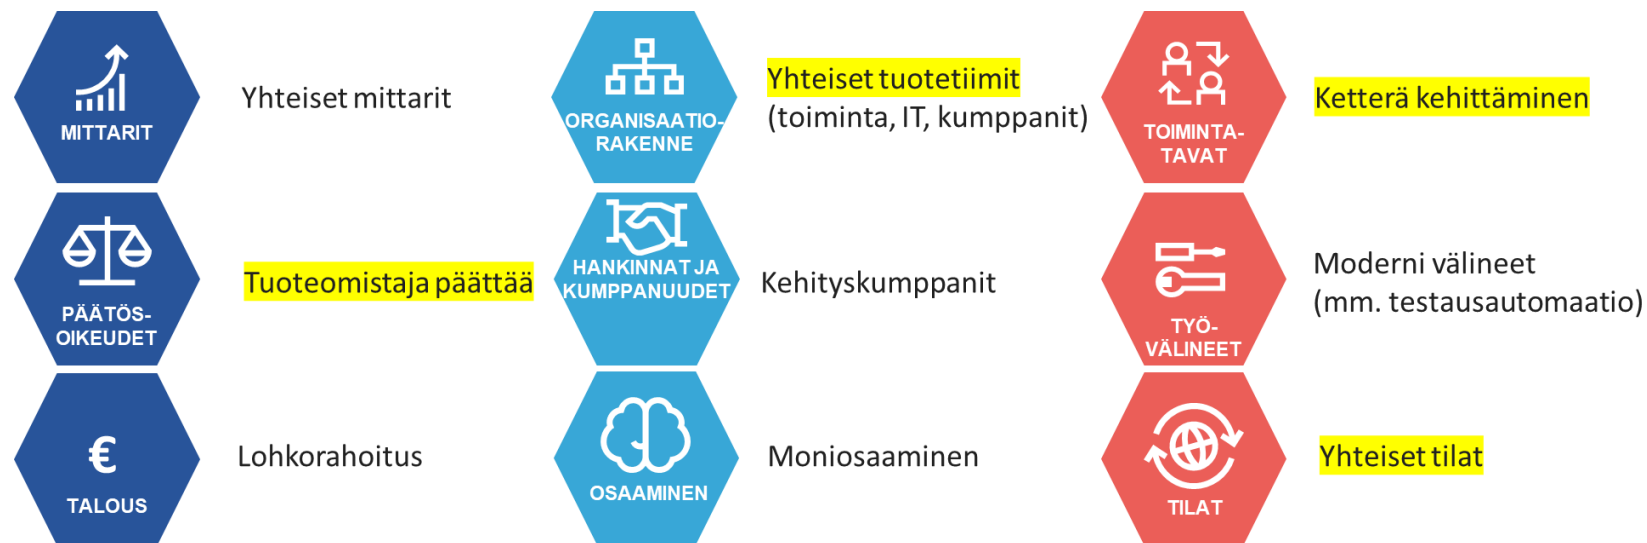 MITTARIT
Yhteiset mittarit
ORGANISAATIO-
RAKENNE
Yhteiset tuotetiimit
(toiminta, IT, kumppanit)
TOIMINTA-
TAVAT
Ketterä kehittäminen
PÄÄTÖS-
OIKEUDET
Tuoteomistaja päättää
HANKINNAT JA
KUMPPANUUDET
Kehityskumppanit
TYÖ-
VÄLINEET
Moderni välineet
(mm. testausautomaatio)
€
TALOUS
Lohkorahoitus
OSAAMINEN
Moniosaaminen
TILAT
Yhteiset tilat